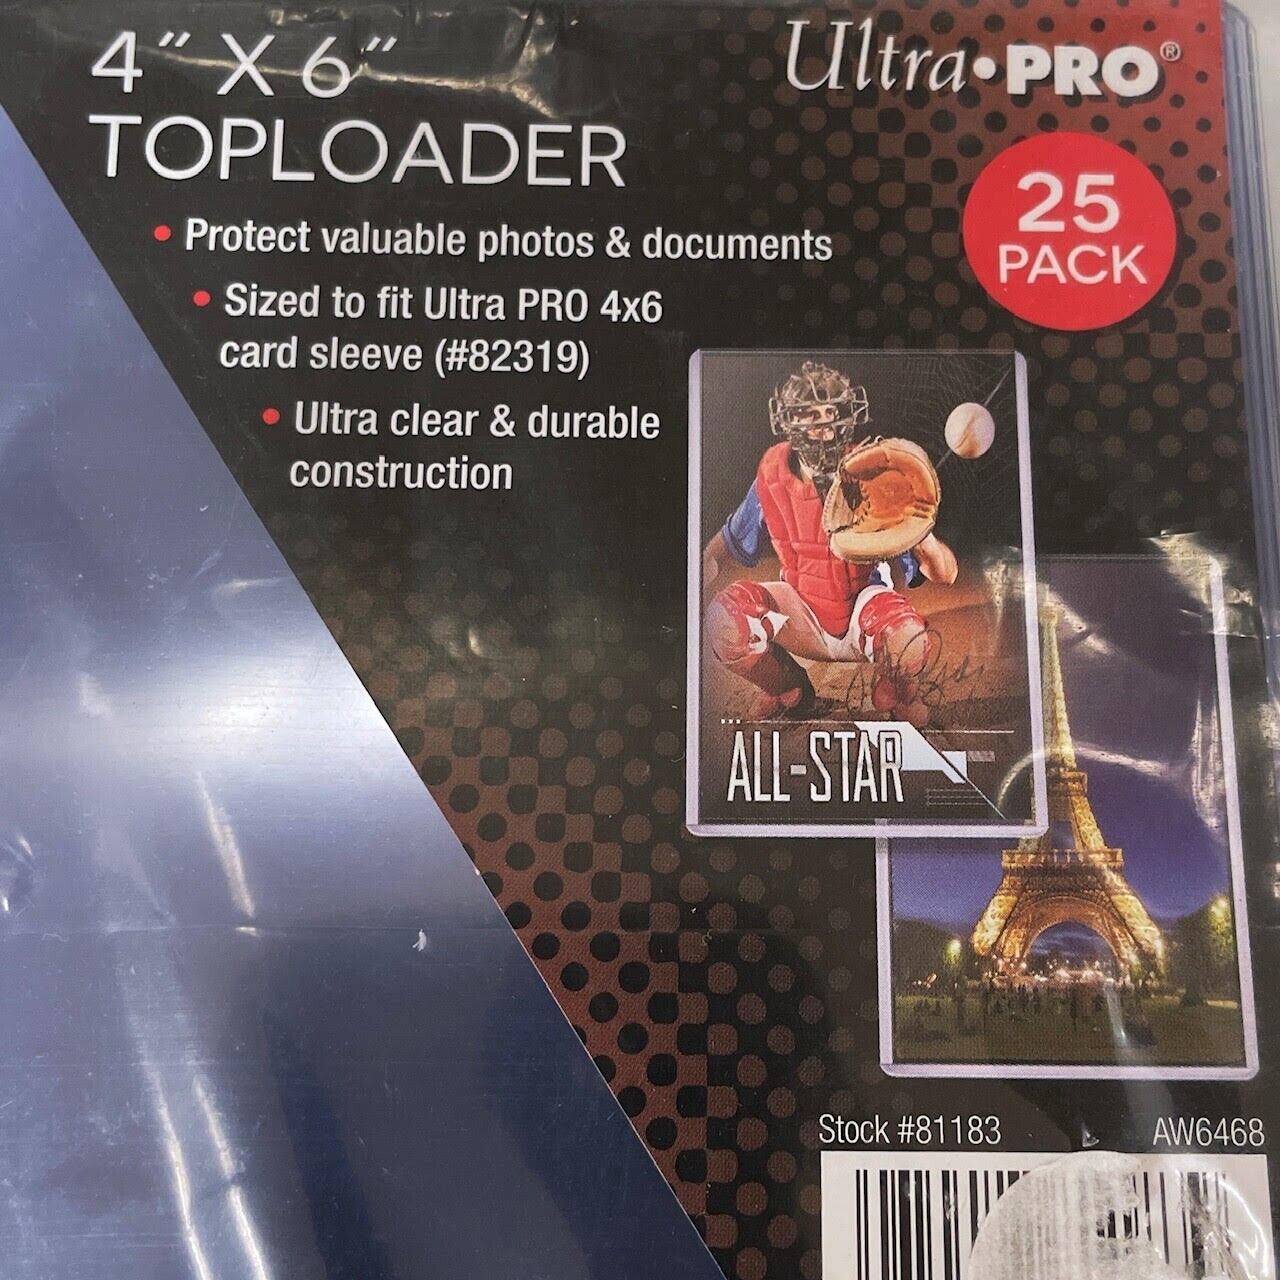 4" X 6"
TOPLOADER
Ultra•PRO®
25
PACK
• Protect valuable photos & documents
• Sized to fit Ultra PRO 4x6
card sleeve (#82319)
• Ultra clear & durable
construction
ALL-STAR
Stock #81183
AW6468